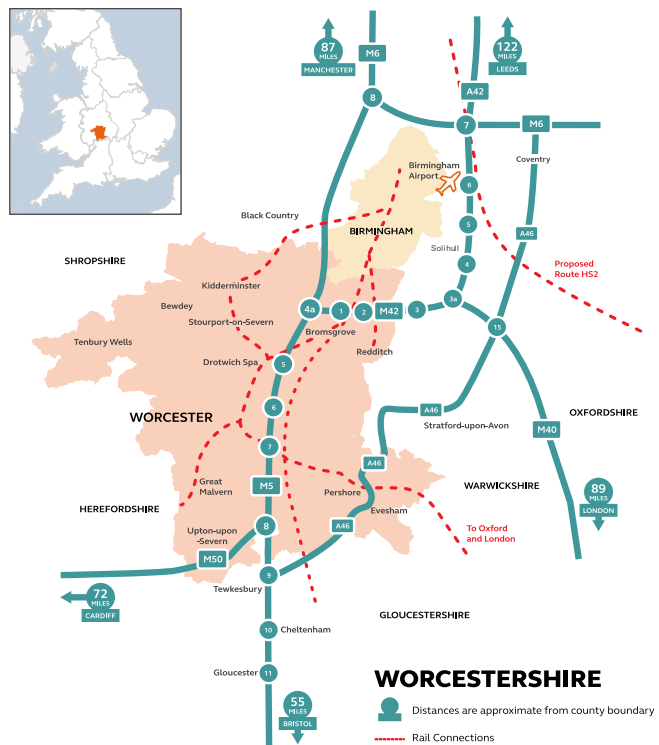 87
MILES
MANCHESTER
M6
122
MILES
LEEDS
A42
8
7
M6
Coventry
Birmingham
Airport
6
A46
5
Black Country
BIRMINGHAM
Solihull
4
SHROPSHIRE
Proposed
Route HS2
Kidderminster
Bewdey
Stourport-on-Severn
4a
1
2
M42
3
3a
15
Bromsgrove
Tenbury Wells
Redditch
Drotwich Spa
5
6
A46
Stratford-upon-Avon
OXFORDSHIRE
M40
WORCESTER
7
A46
Great
Malvern
M5
Pershore
WARWICKSHIRE
89
MILES
LONDON
HEREFORDSHIRE
Evesham
Upton-upon
-Severn
8
A46
To Oxford
and London
M50
9
Tewkesbury
72
MILES
CARDIFF
GLOUCESTERSHIRE
10
Cheltenham
Gloucester
11
55
MILES
BRISTOL
WORCESTERSHIRE
Distances are approximate from county boundary
Rail Connections